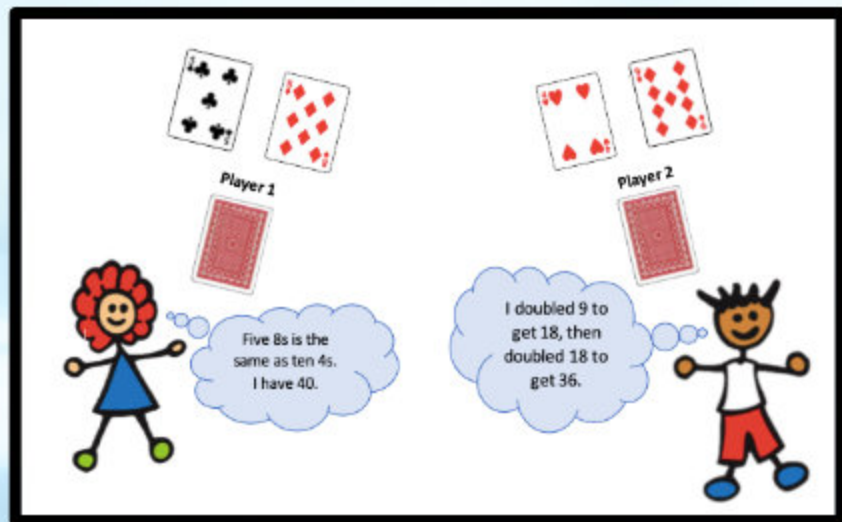 Player 1
Player 2
Five 8s is the
same as ten 4s.
I have 40.
I doubled 9 to
get 18, then
doubled 18 to
get 36.